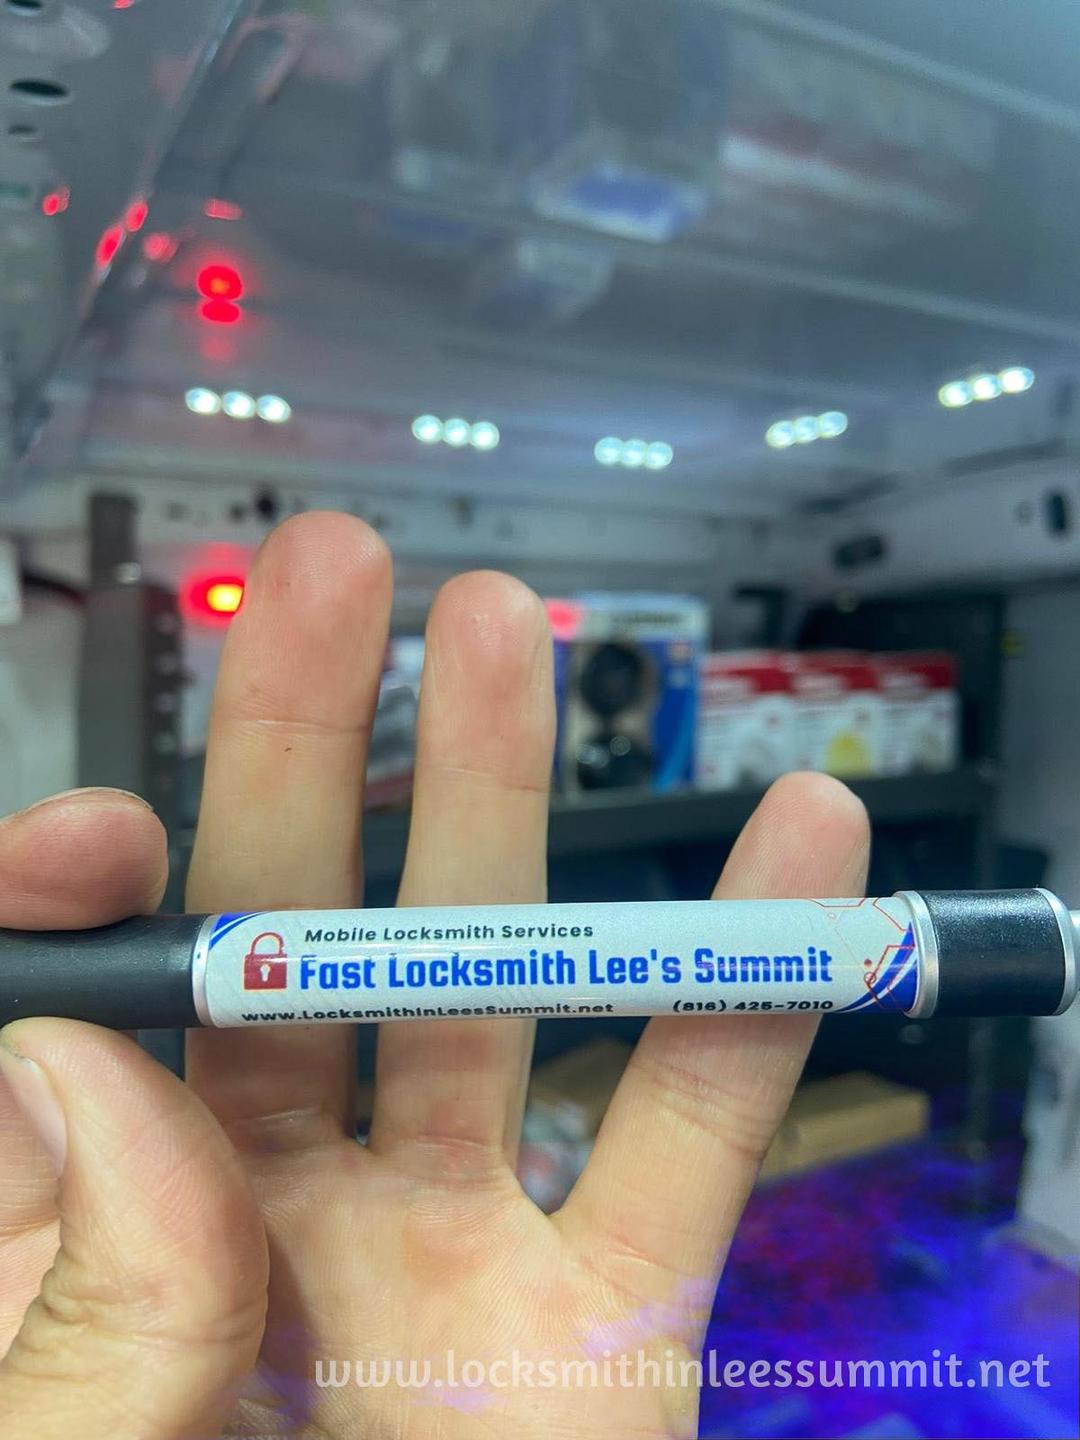 Mobile Locksmith Services
Fast Locksmith Lee's Summit
www.LocksmithInLeesSummit.net (816) 425-7010
www.locksmithinleessummit.net